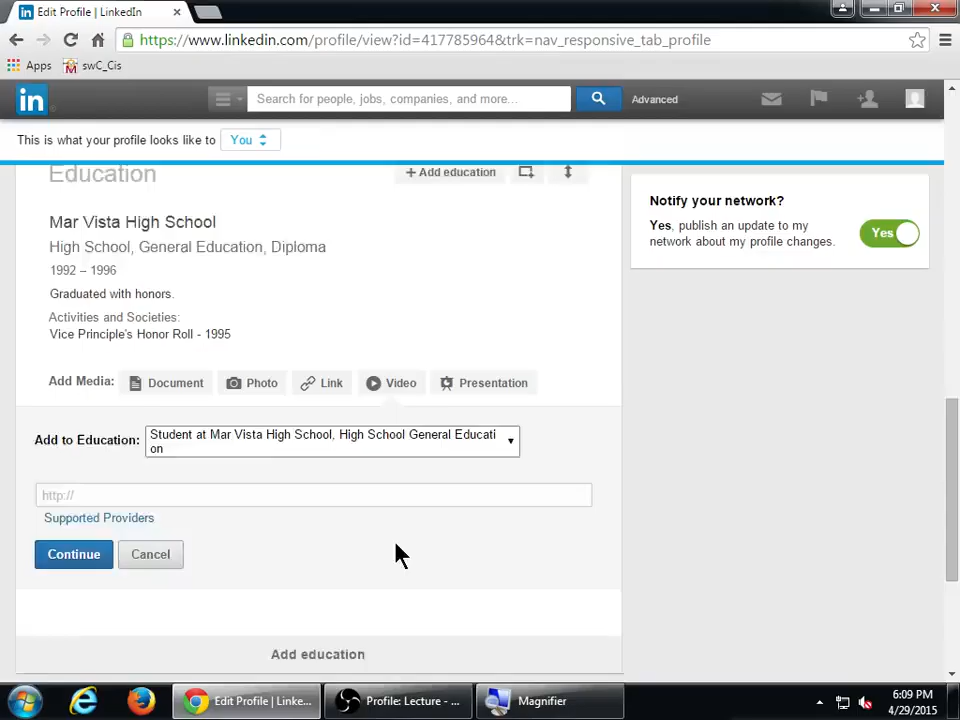 Edit Profile | LinkedIn
https://www.linkedin.com/profile/view?id=417785964&trk=nav_responsive_tab_profile
Apps swC_Cis
in Search for people, jobs, companies, and more... Advanced
This is what your profile looks like to You
Education
+ Add education
Mar Vista High School
High School, General Education, Diploma
1992 – 1996
Graduated with honors.
Activities and Societies:
Vice Principle's Honor Roll - 1995
Add Media: Document Photo Link Video Presentation
Add to Education: Student at Mar Vista High School, High School General Educati
on
http://
Supported Providers
Continue Cancel
Add education
Notify your network?
Yes, publish an update to my
network about my profile changes.
Yes
Edit Profile | Linke... Profile: Lecture - ... Magnifier
6:09 PM
4/29/2015